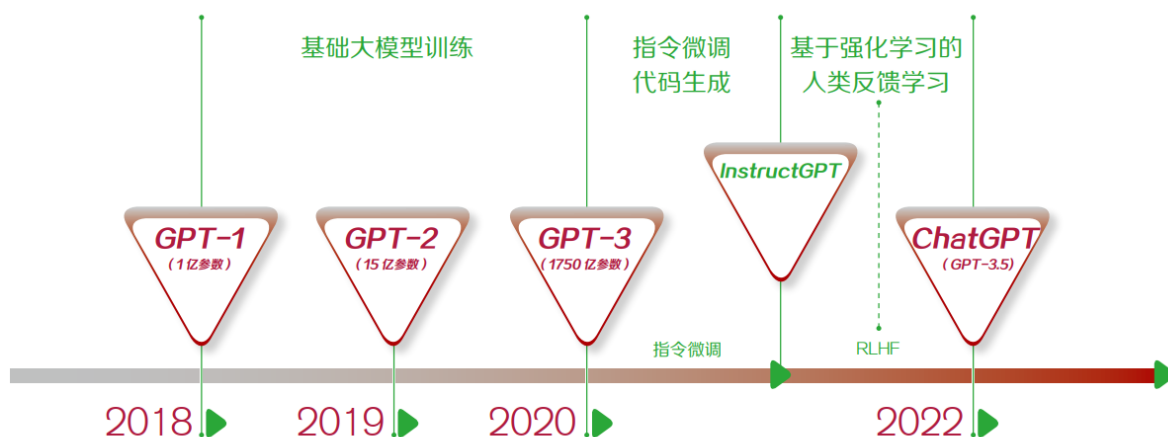 基础大模型训练
指令微调
代码生成
基于强化学习的
人类反馈学习
InstructGPT
GPT-1
(1亿参数)
GPT-2
(15亿参数)
GPT-3
(1750亿参数)
ChatGPT
(GPT-3.5)
指令微调
RLHF
2018
2019
2020
2022